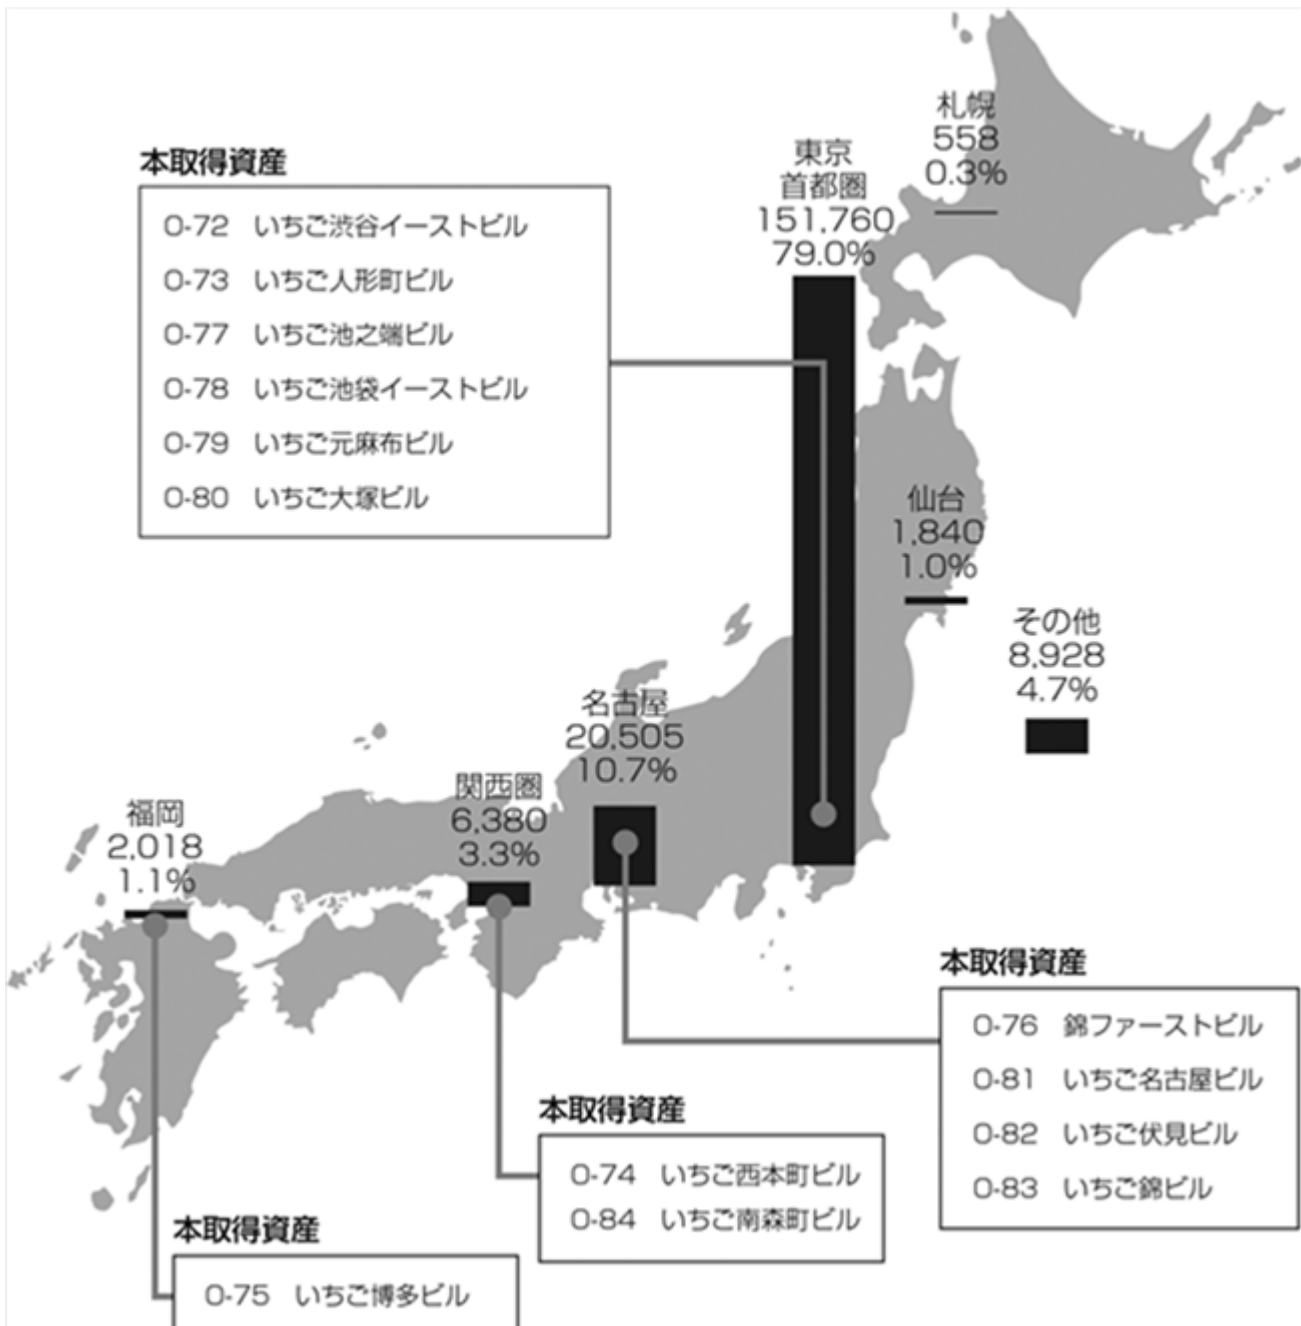 札幌
558
0.3%
東京
首都圏
151,760
79.0%
本取得資産
O-72 いちご渋谷イーストビル
O-73 いちご人形町ビル
O-77 いちご池之端ビル
O-78 いちご池袋イーストビル
O-79 いちご元麻布ビル
O-80 いちご大塚ビル
仙台
1,840
1.0%
その他
8,928
4.7%
名古屋
20,505
10.7%
関西圏
6,380
3.3%
福岡
2,018
1.1%
本取得資産
O-76 錦ファーストビル
O-81 いちご名古屋ビル
O-82 いちご伏見ビル
O-83 いちご錦ビル
本取得資産
O-74 いちご西本町ビル
O-84 いちご南森町ビル
本取得資産
O-75 いちご博多ビル